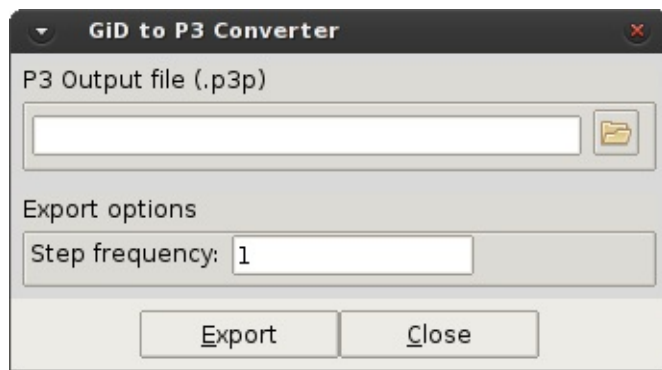 GiD to P3 Converter
P3 Output file (.p3p)
Export options
Step frequency: 1
Export Close